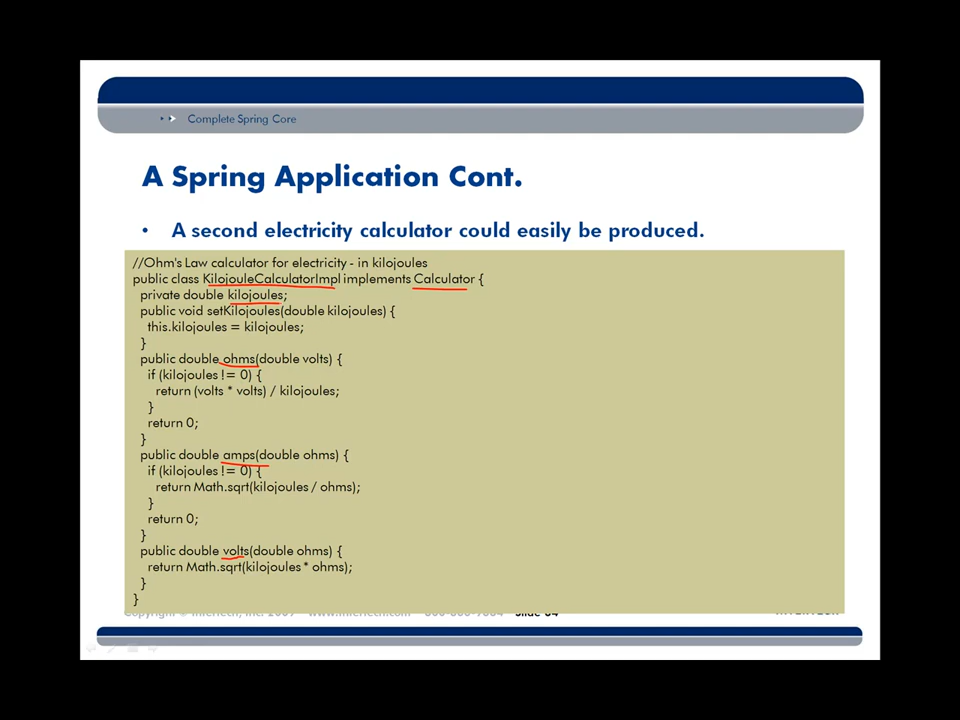 Complete Spring Core
A Spring Application Cont.
• A second electricity calculator could easily be produced.
//Ohm's Law calculator for electricity - in kilojoules
public class KilojouleCalculatorImpl implements Calculator {
private double kilojoules;
public void setKilojoules(double kilojoules) {
this.kilojoules = kilojoules;
}
public double ohms(double volts) {
if (kilojoules != 0) {
return (volts * volts) / kilojoules;
}
return 0;
}
public double amps(double ohms) {
if (kilojoules != 0) {
return Math.sqrt(kilojoules / ohms);
}
return 0;
}
public double volts(double ohms) {
return Math.sqrt(kilojoules * ohms);
}
}